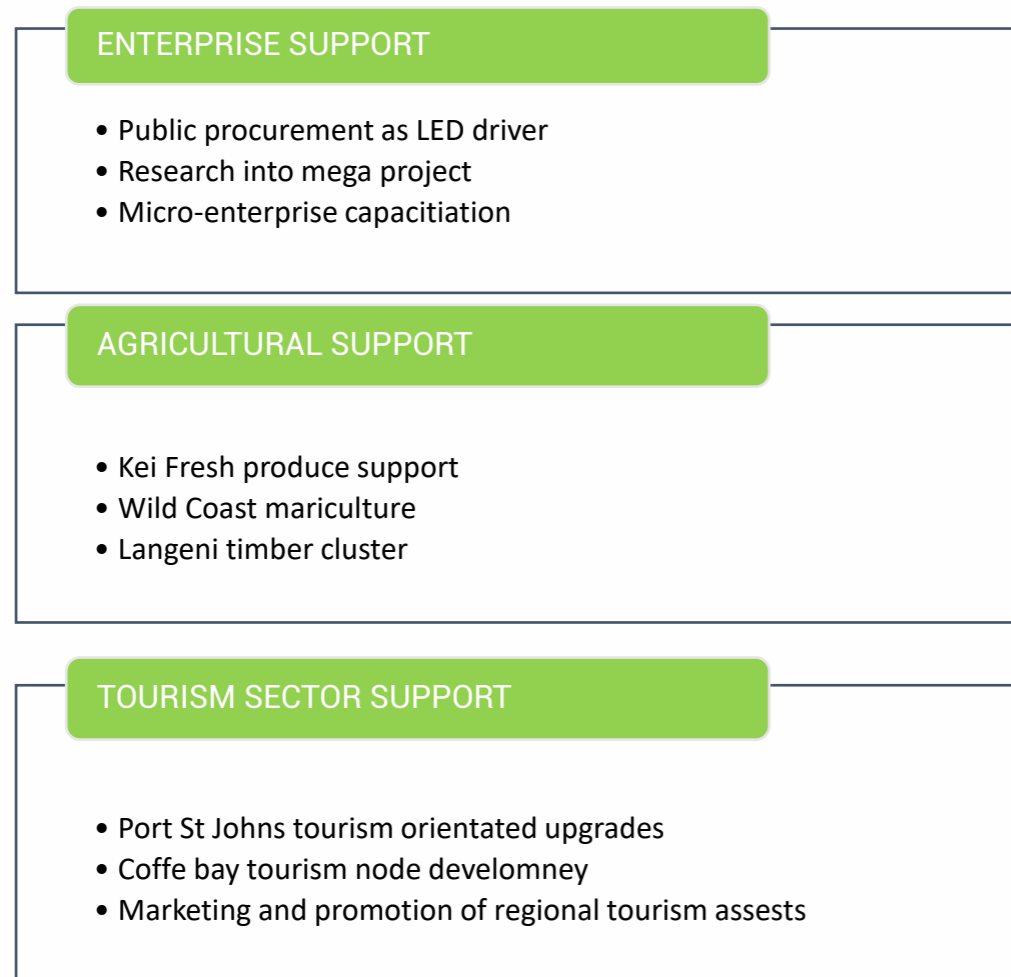 ENTERPRISE SUPPORT
• Public procurement as LED driver
• Research into mega project
• Micro-enterprise capacitiation
AGRICULTURAL SUPPORT
• Kei Fresh produce support
• Wild Coast mariculture
• Langeni timber cluster
TOURISM SECTOR SUPPORT
• Port St Johns tourism orientated upgrades
• Coffe bay tourism node develomney
• Marketing and promotion of regional tourism assests